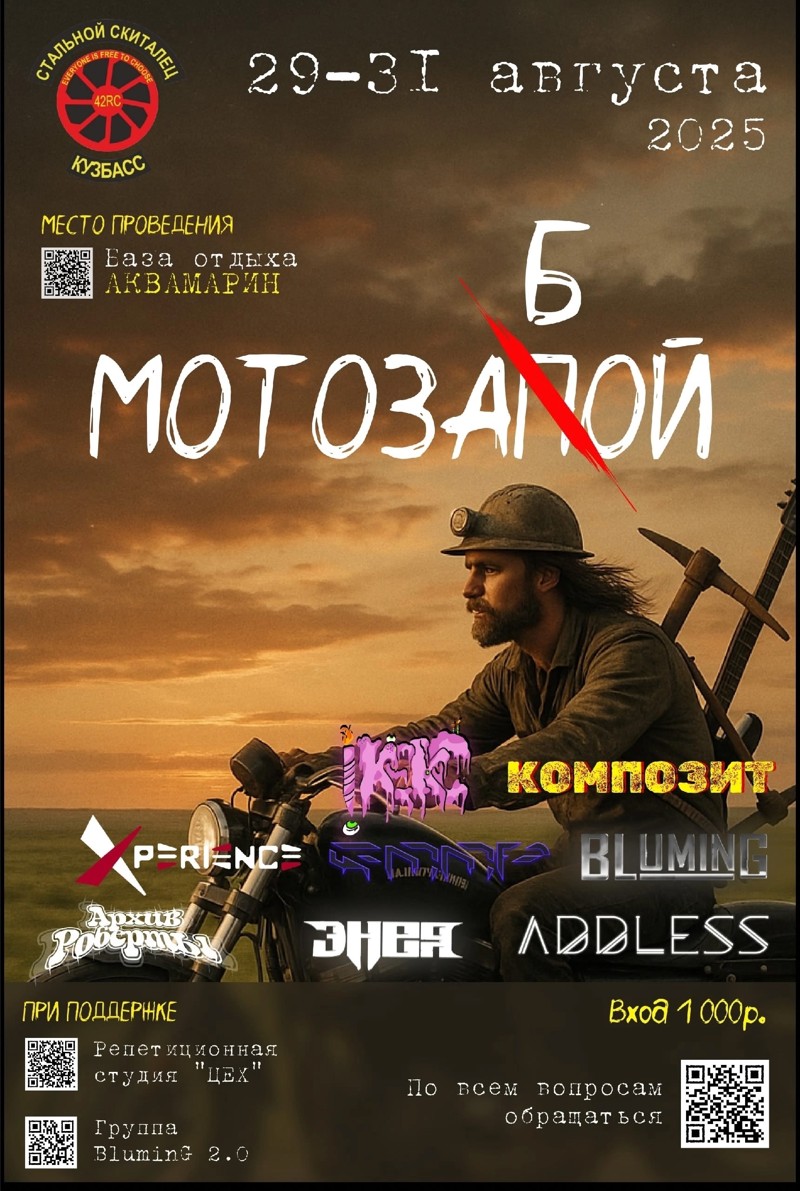 СТАЛЬНОЙ СКИТАЛЕЦ
EVERYONE IS FREE TO CHOOSE
42RC
КУЗБАСС
29-31 августа
2025
МЕСТО ПРОВЕДЕНИЯ
База отдыха
АКВАМАРИН
Б
МОТОЗАПОЙ
КОМПОЗИТ
XPERIENCE
BLUMING
Архив
Роберты
ЭНЕЯ
ADDLESS
ПРИ ПОДДЕРЖКЕ
Вход 1 000р.
Репетиционная
студия "ЦЕХ"
По всем вопросам
обращаться
Группа
BluminG 2.0